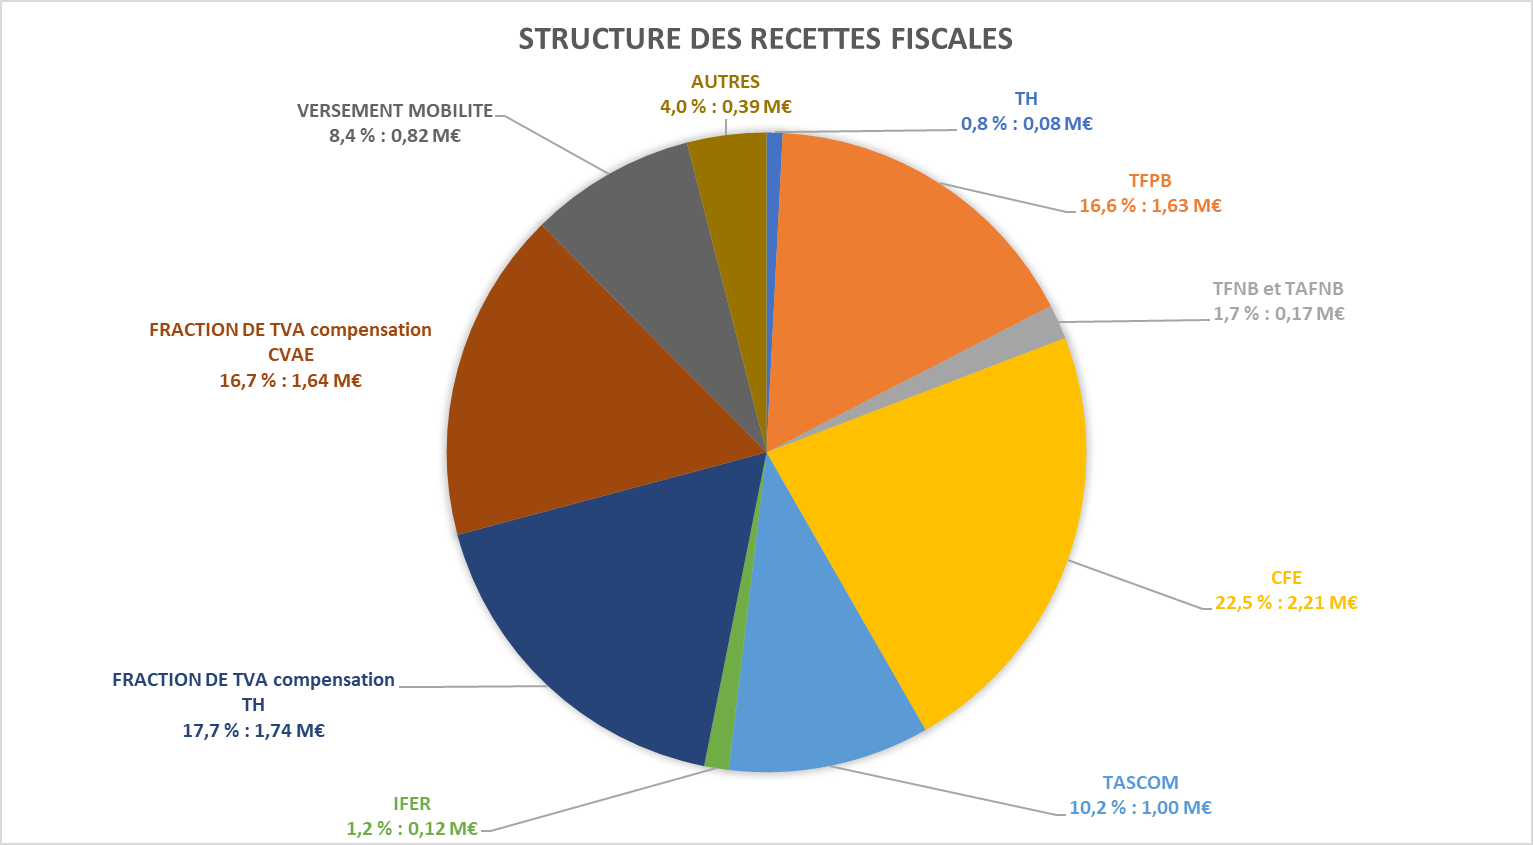 STRUCTURE DES RECETTES FISCALES
AUTRES
4,0 % : 0,39 M€
TH
0,8 % : 0,08 M€
VERSEMENT MOBILITE
8,4 % : 0,82 M€
TFPB
16,6 % : 1,63 M€
TFNB et TAFNB
1,7 % : 0,17 M€
FRACTION DE TVA compensation
CVAE
16,7 % : 1,64 M€
CFE
22,5 % : 2,21 M€
FRACTION DE TVA compensation
TH
17,7 % : 1,74 M€
TASCOM
10,2 % : 1,00 M€
IFER
1,2 % : 0,12 M€